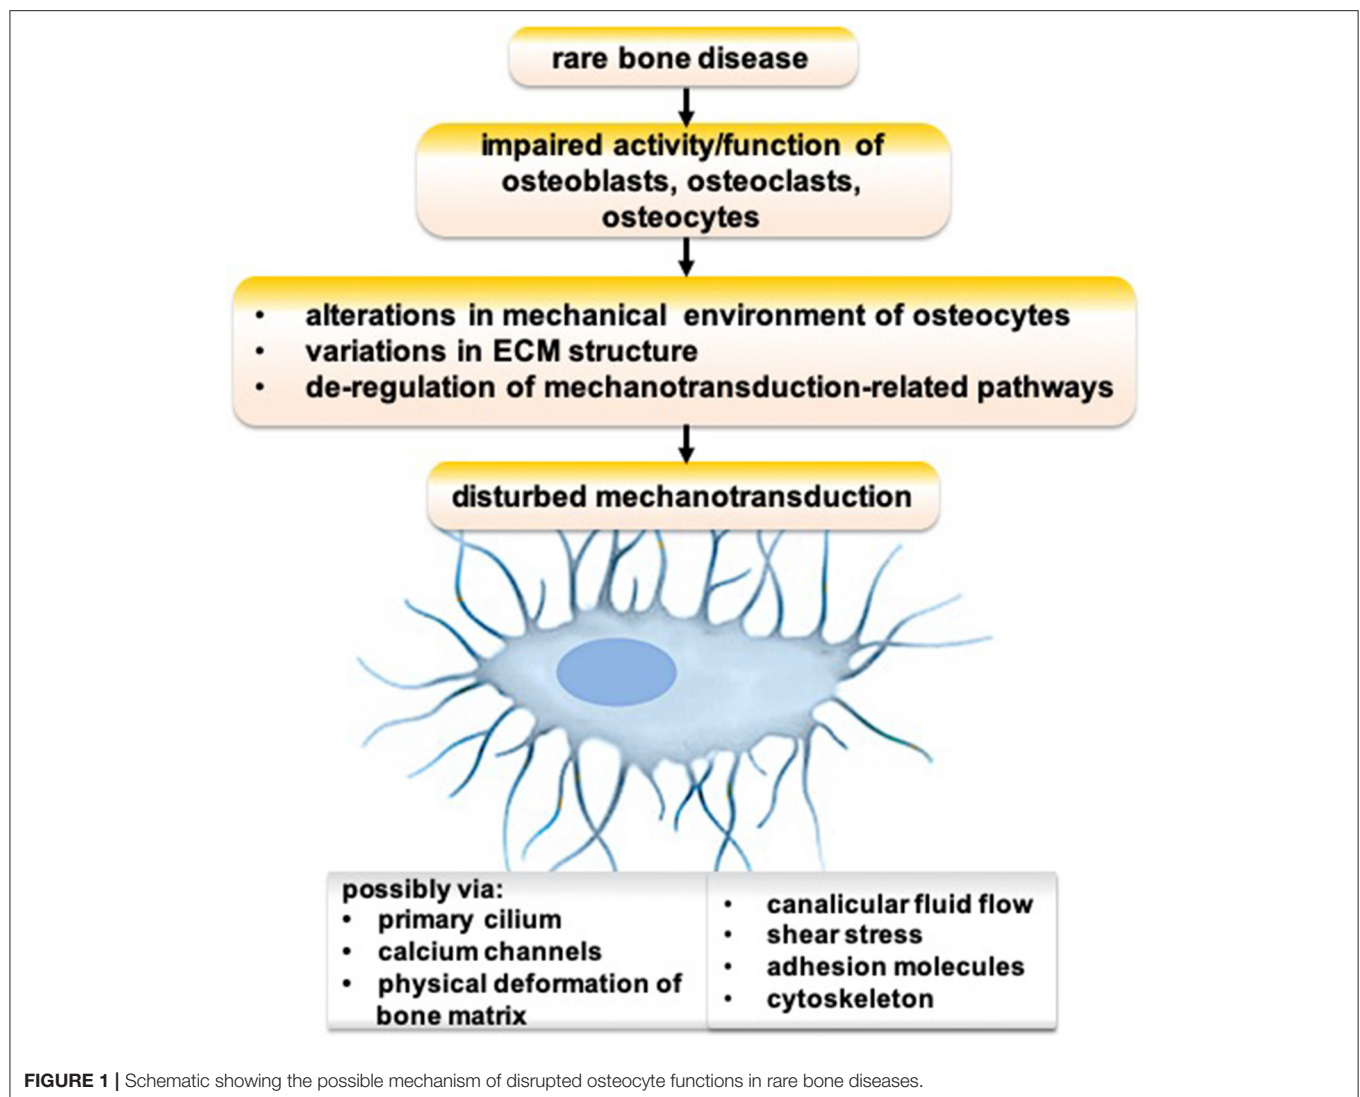 rare bone disease
impaired activity/function of
osteoblasts, osteoclasts,
osteocytes
• alterations in mechanical environment of osteocytes
• variations in ECM structure
• de-regulation of mechanotransduction-related pathways
disturbed mechanotransduction
possibly via:
• primary cilium
• calcium channels
• physical deformation of
bone matrix
• canalicular fluid flow
• shear stress
• adhesion molecules
• cytoskeleton
FIGURE 1 | Schematic showing the possible mechanism of disrupted osteocyte functions in rare bone diseases.